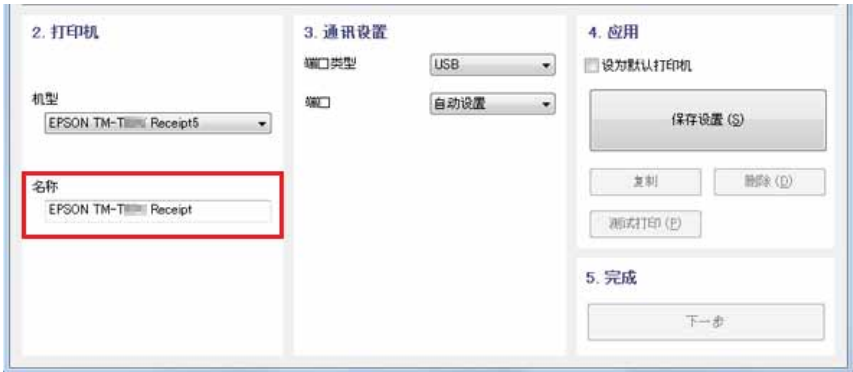 2. 打印机
机型
EPSON TM-T Receipt5
名称
EPSON TM-T Receipt
3. 通讯设置
端口类型
USB
端口
自动设置
4. 应用
设为默认打印机
保存设置 (S)
复制
删除 (D)
测试打印 (P)
5. 完成
下一步